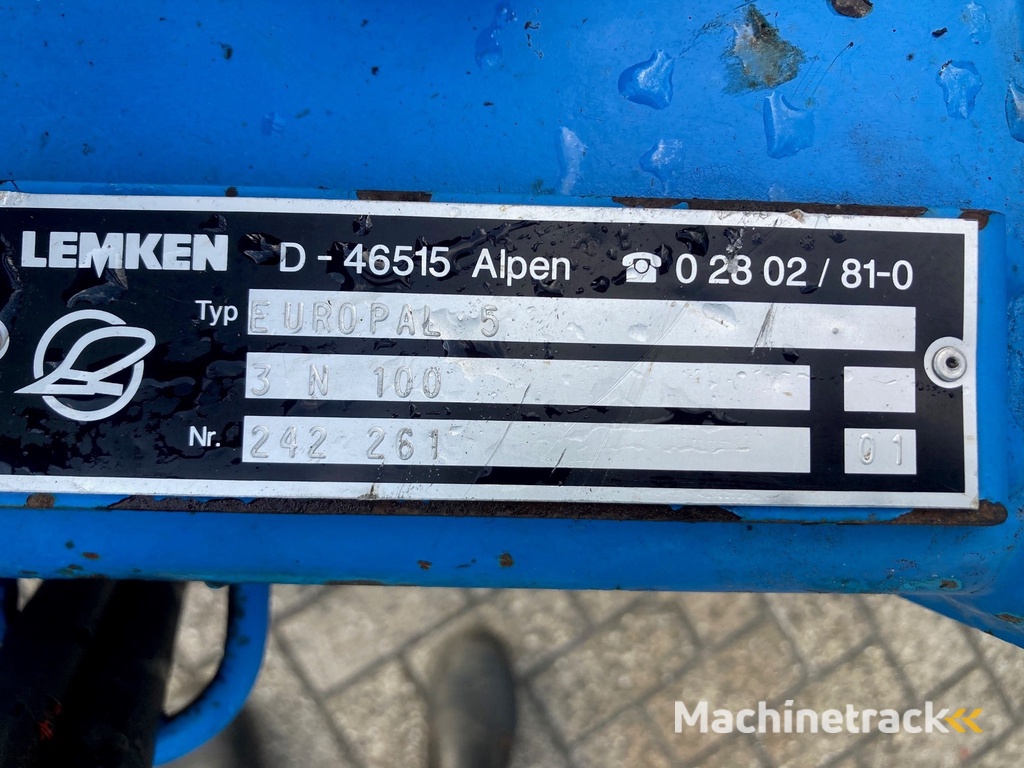 LEMKEN D - 46515 Alpen ☎ 0 28 02 / 81-0
Typ EUROPAL 5
3 N 100
Nr. 242 261 01
Machinetrack